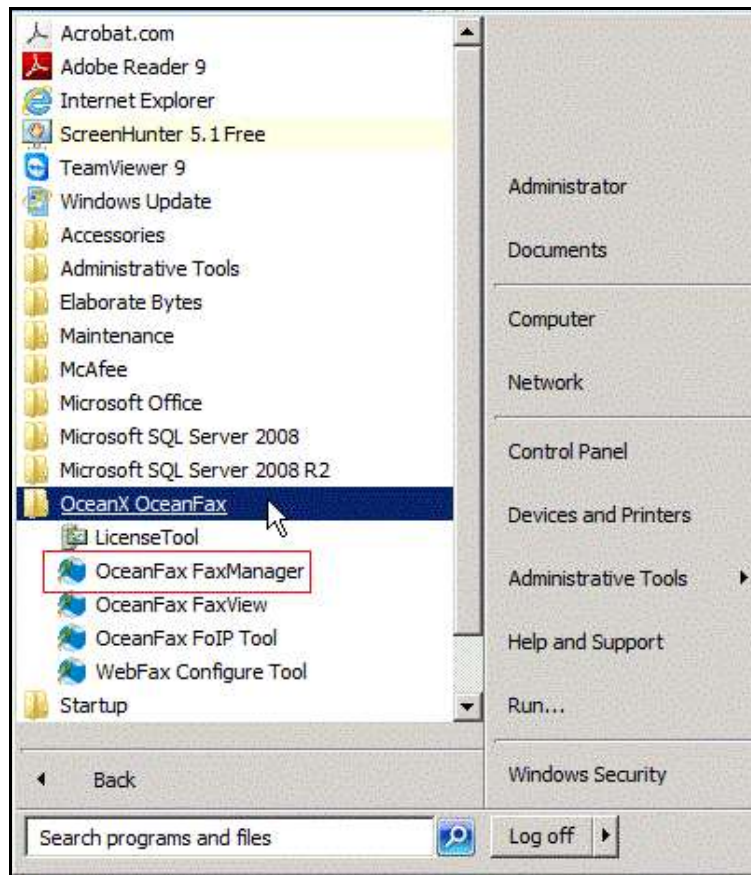 Acrobat.com
Adobe Reader 9
Internet Explorer
ScreenHunter 5.1 Free
TeamViewer 9
Windows Update
Accessories
Administrative Tools
Elaborate Bytes
Maintenance
McAfee
Microsoft Office
Microsoft SQL Server 2008
Microsoft SQL Server 2008 R2
OceanX OceanFax
LicenseTool
OceanFax FaxManager
OceanFax FaxView
OceanFax FoIP Tool
WebFax Configure Tool
Startup
Back
Search programs and files
Administrator
Documents
Computer
Network
Control Panel
Devices and Printers
Administrative Tools
Help and Support
Run...
Windows Security
Log off